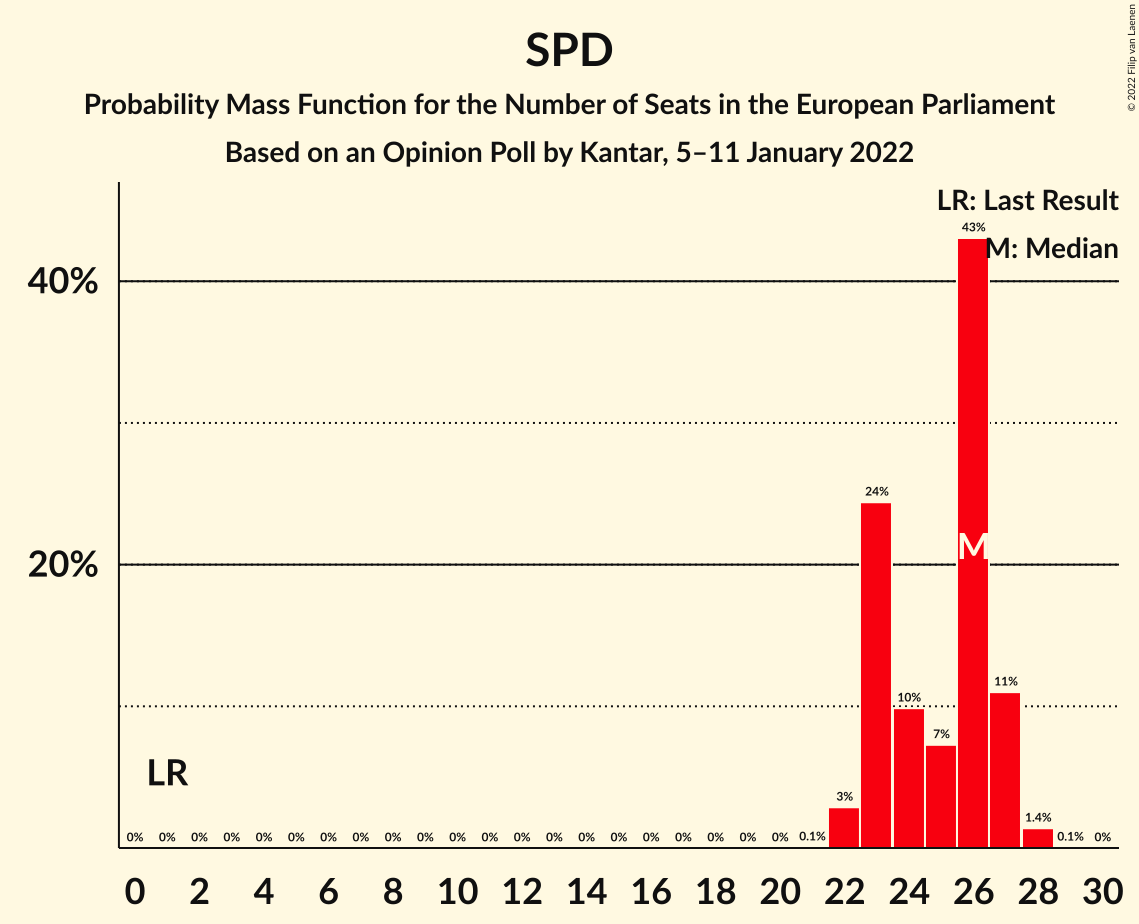 SPD
Probability Mass Function for the Number of Seats in the European Parliament
Based on an Opinion Poll by Kantar, 5–11 January 2022
© 2022 Filip van Laenen
LR: Last Result
M: Median
40%
20%
43%
24%
M
10%
11%
7%
3%
1.4%
LR
0% 0% 0% 0% 0% 0% 0% 0% 0% 0% 0% 0% 0% 0% 0% 0% 0% 0% 0% 0% 0% 0.1% 0.1% 0%
0 2 4 6 8 10 12 14 16 18 20 22 24 26 28 30